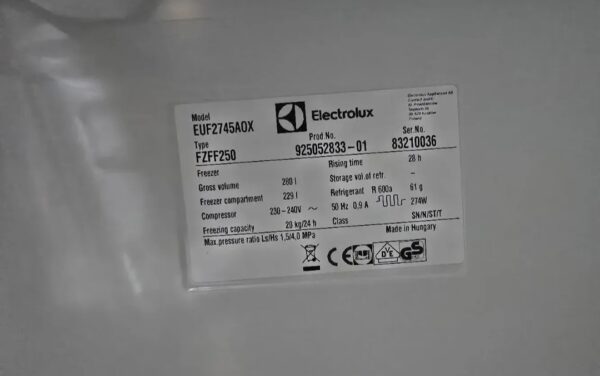 Model
EUF2745AOX
Electrolux
Type
FZFF250
Prod.No.
925052833-01
Ser.No.
83210036
Freezer
Rising time 28 h
Gross volume 280 l
Storage vol.of refr. –
Freezer compartment 229 l
Refrigerant R 600a 61 g
Compressor 230-240V ~ 50 Hz 0,9 A 274W
Freezing capacity 20 kg/24 h
Class SN/N/ST/T
Max.pressure ratio Ls/Hs 1,5/4,0 MPa
Made in Hungary
CE
VDE
GS